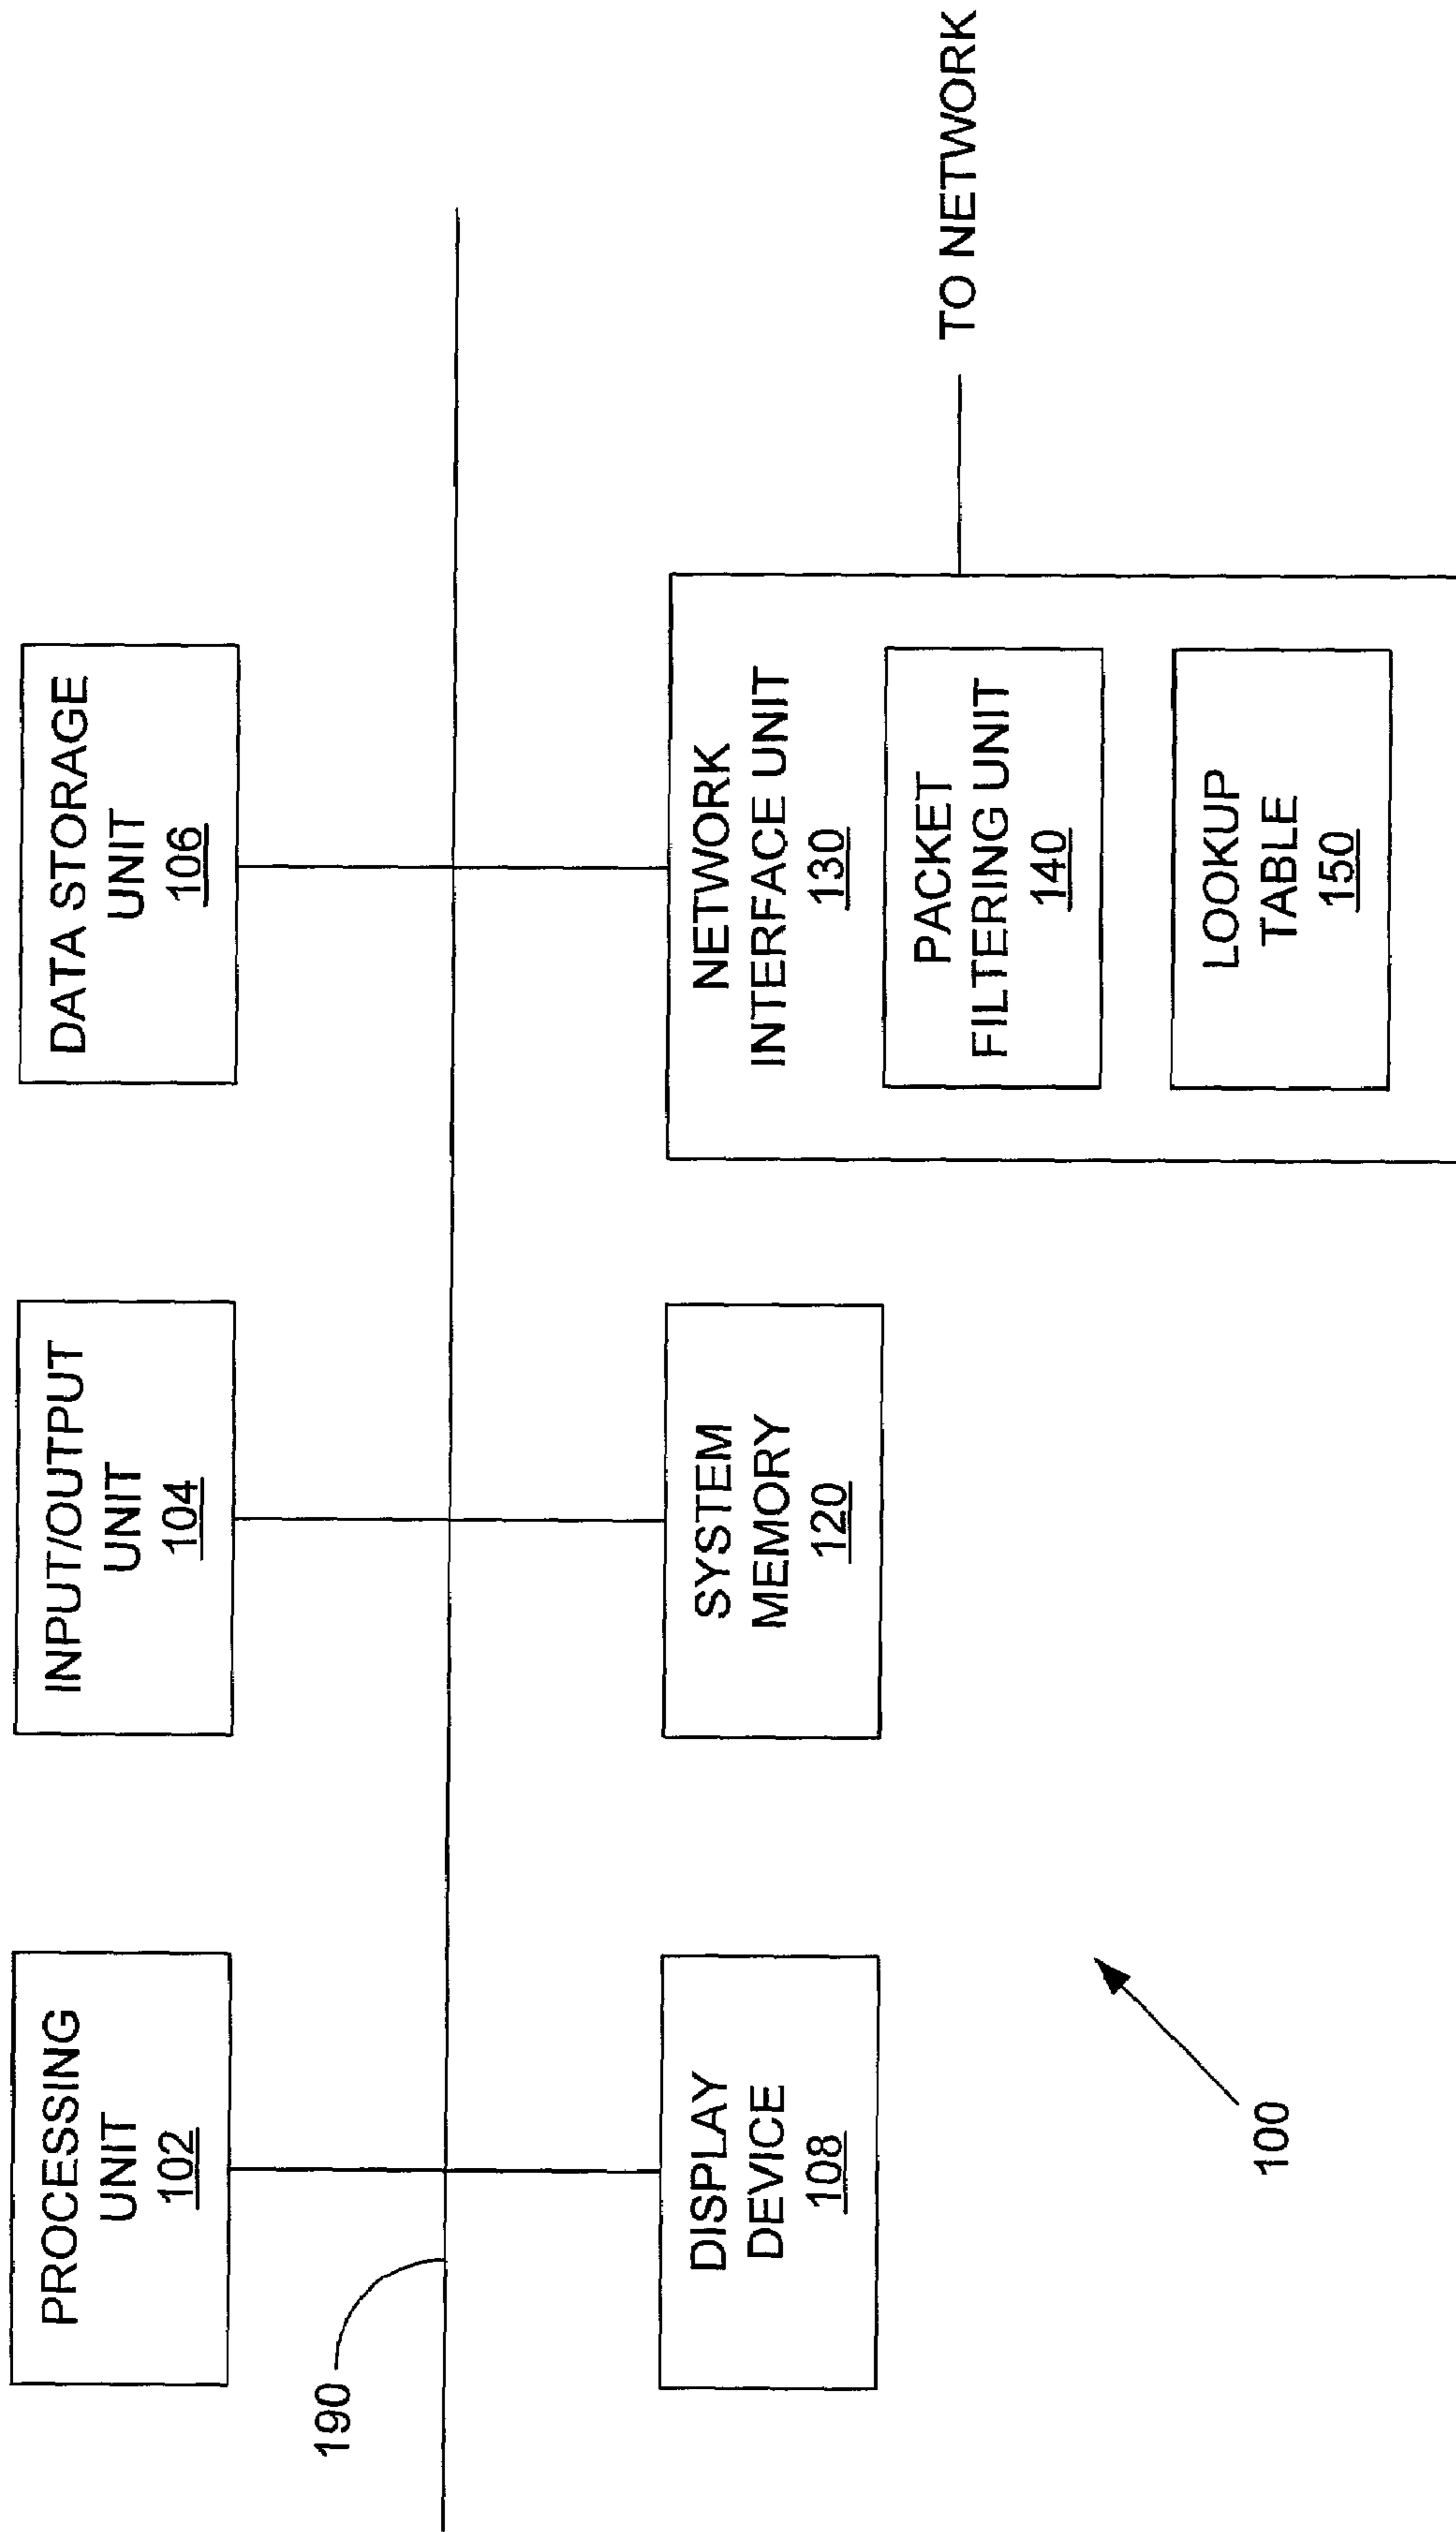 PROCESSING
UNIT
102
INPUT/OUTPUT
UNIT
104
DATA STORAGE
UNIT
106
190
DISPLAY
DEVICE
108
SYSTEM
MEMORY
120
NETWORK
INTERFACE UNIT
130
PACKET
FILTERING UNIT
140
LOOKUP
TABLE
150
TO NETWORK
100